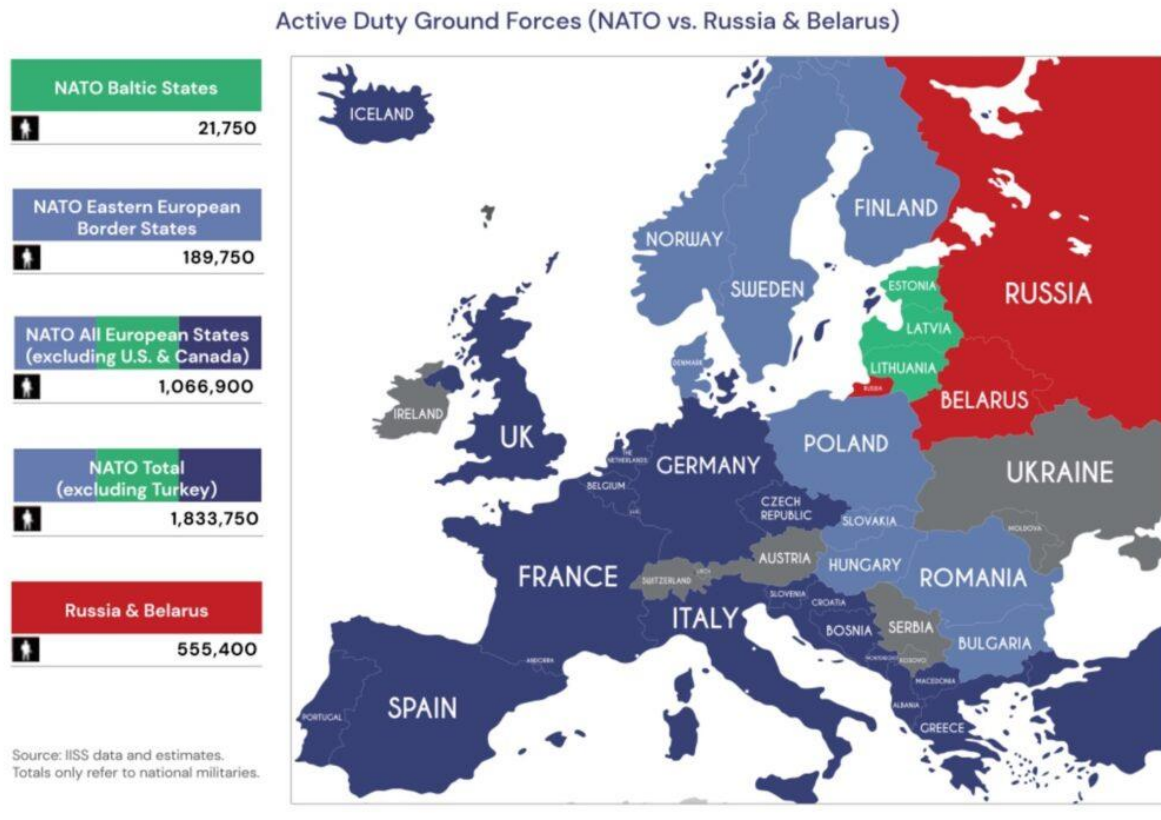 Active Duty Ground Forces (NATO vs. Russia & Belarus)
NATO Baltic States
21,750
NATO Eastern European
Border States
189,750
NATO All European States
(excluding U.S. & Canada)
1,066,900
NATO Total
(excluding Turkey)
1,833,750
Russia & Belarus
555,400
Source: IISS data and estimates.
Totals only refer to national militaries.
ICELAND
FINLAND
NORWAY
SWEDEN
ESTONIA
RUSSIA
LATVIA
DENMARK
LITHUANIA
RUSSIA
BELARUS
IRELAND
UK
POLAND
THE
NETHERLANDS
GERMANY
UKRAINE
BELGIUM
CZECH
REPUBLIC
LUX.
SLOVAKIA
MOLDOVA
AUSTRIA
HUNGARY
FRANCE
SWITZERLAND
LIECH
ROMANIA
SLOVENIA
CROATIA
ITALY
BOSNIA
SERBIA
BULGARIA
MONTENEGRO
KOSOVO
ANDORRA
MACEDONIA
SPAIN
ALBANIA
PORTUGAL
GREECE